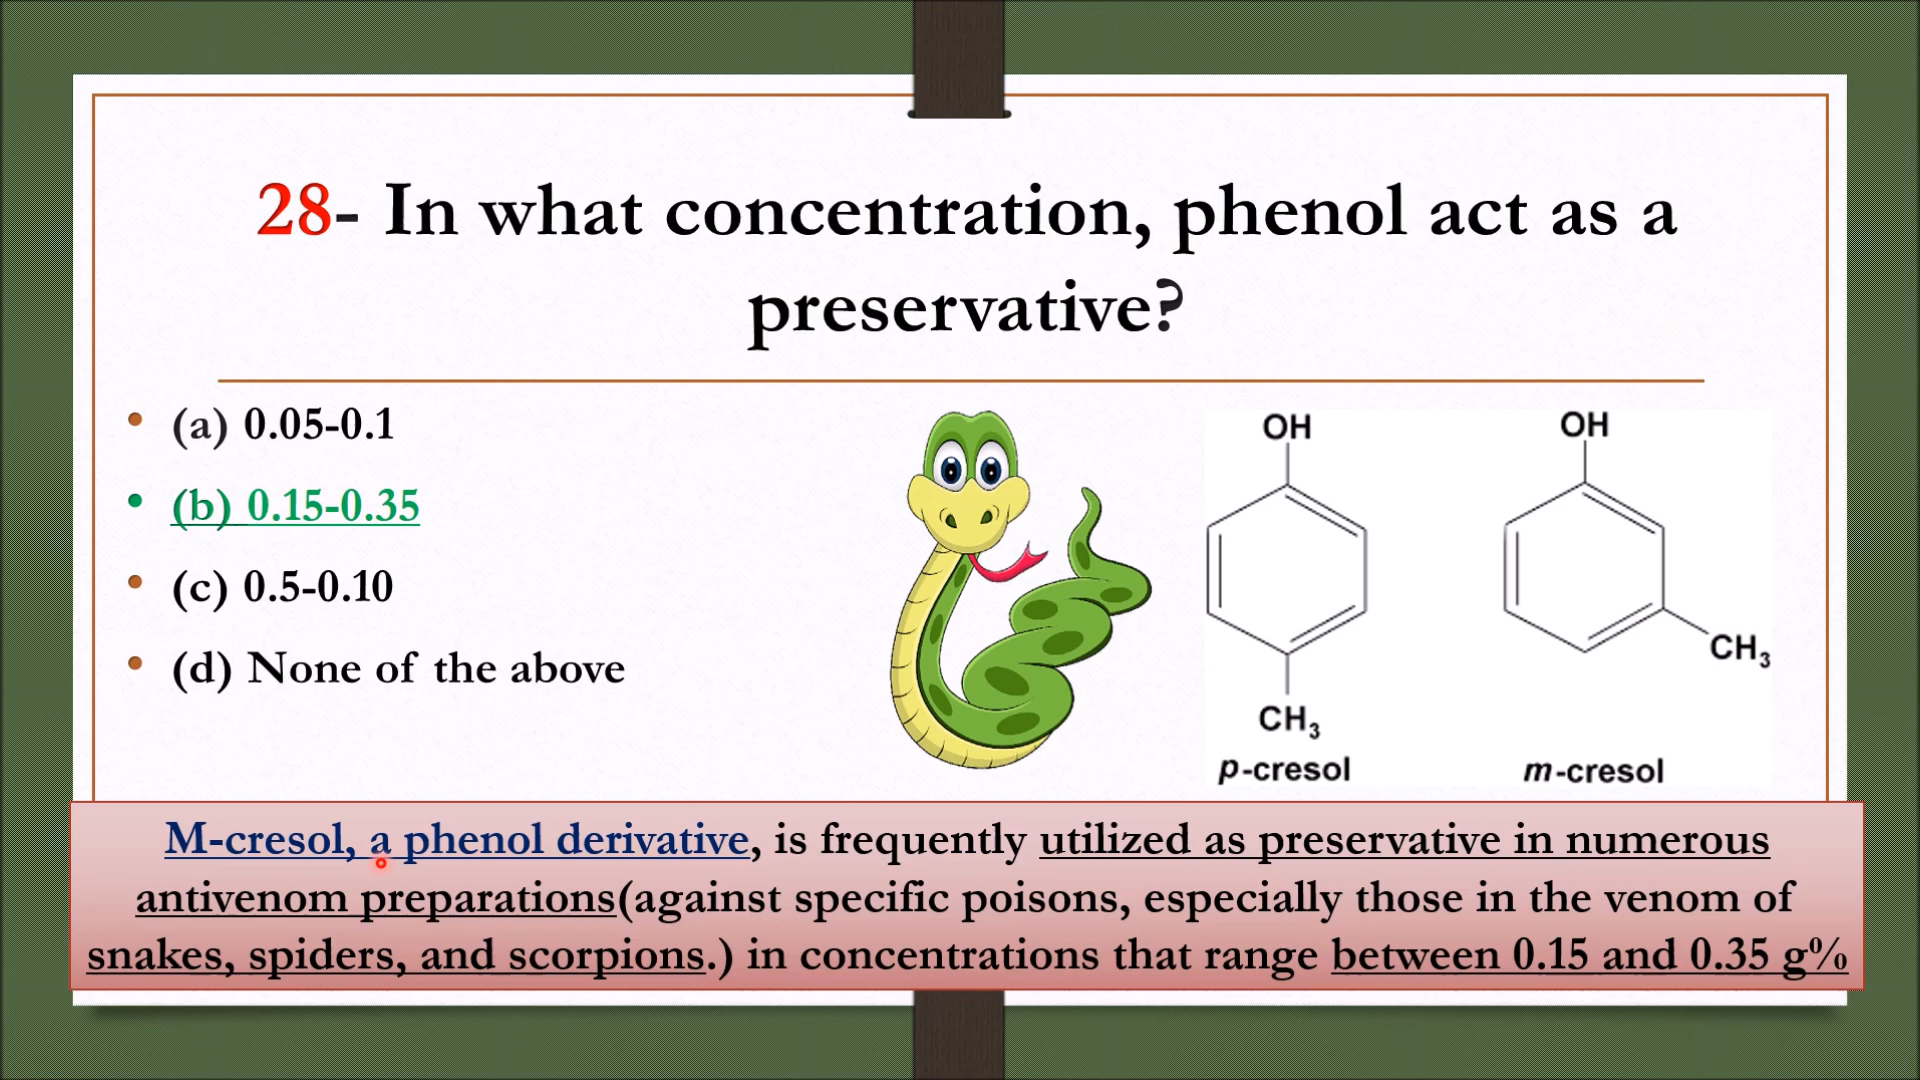 28- In what concentration, phenol act as a
preservative?
• (a) 0.05-0.1
• (b) 0.15-0.35
• (c) 0.5-0.10
• (d) None of the above
OH
CH₃
p-cresol
OH
CH₃
m-cresol
M-cresol, a phenol derivative, is frequently utilized as preservative in numerous
antivenom preparations(against specific poisons, especially those in the venom of
snakes, spiders, and scorpions.) in concentrations that range between 0.15 and 0.35 g%